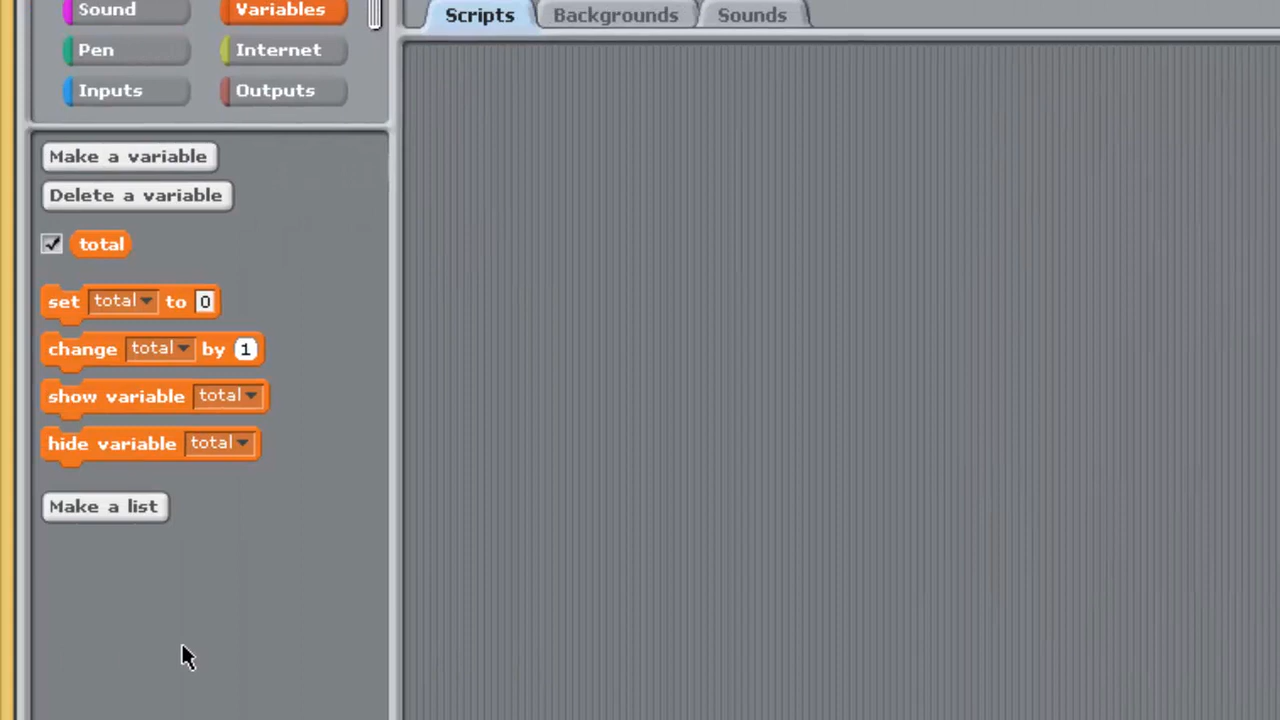 Sound Variables
Pen Internet
Inputs Outputs
Scripts Backgrounds Sounds
Make a variable
Delete a variable
total
set total to 0
change total by 1
show variable total
hide variable total
Make a list